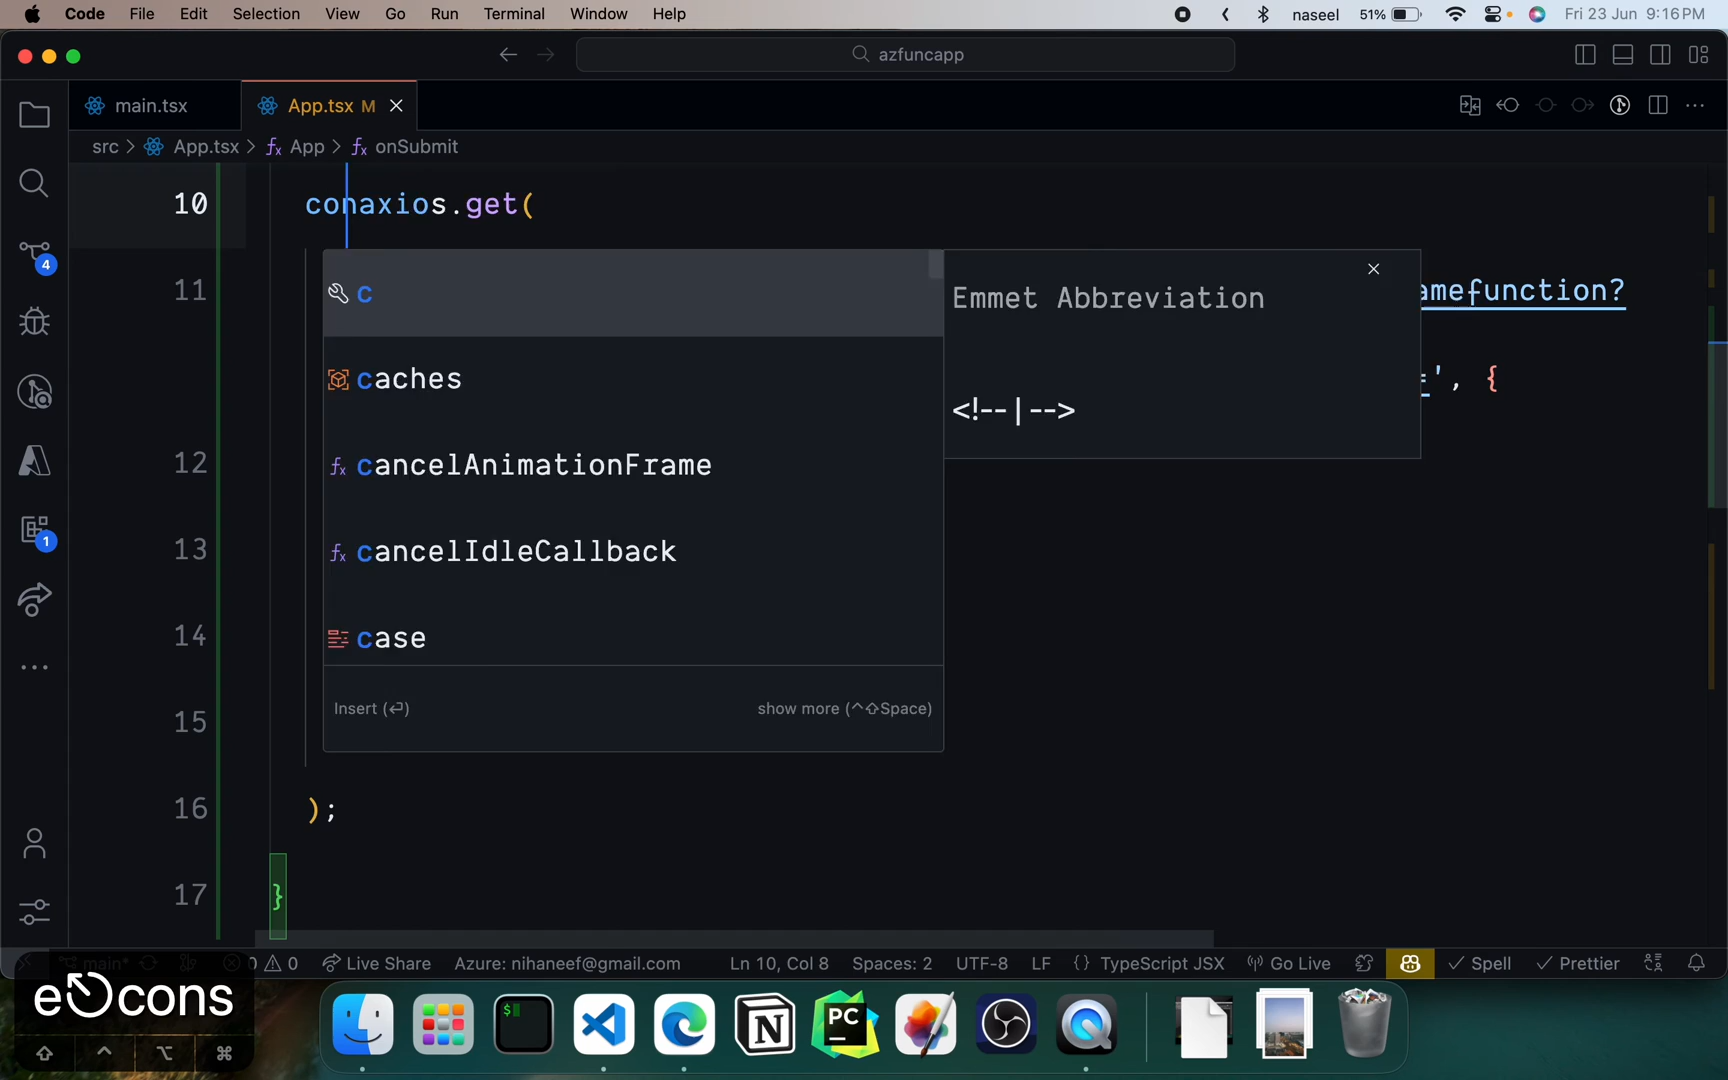 Code File Edit Selection View Go Run Terminal Window Help naseel 51% Fri 23 Jun 9:16 PM
azfuncapp
main.tsx App.tsx M
src > App.tsx > App > onSubmit
10 conaxios.get(
11 amefunction?
=', {
12
13
14
15
16 );
17 }
c
caches
cancelAnimationFrame
cancelIdleCallback
case
Insert (⏎) show more (^⇧Space)
Emmet Abbreviation
<!--|-->
4
1
main* 0 0 Live Share Azure: nihaneef@gmail.com Ln 10, Col 8 Spaces: 2 UTF-8 LF {} TypeScript JSX Go Live Spell Prettier
e cons
⇧ ^ ⌥ ⌘
$
N
PC